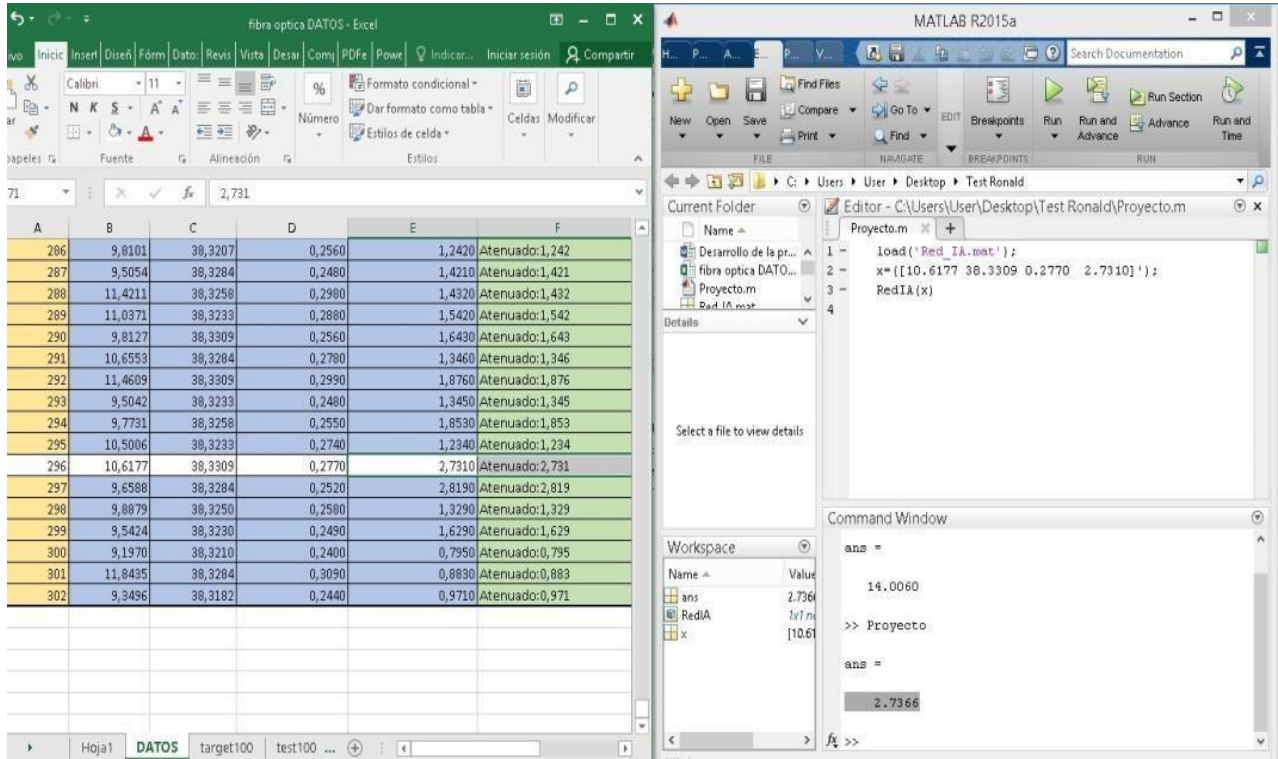 fibra optica DATOS - Excel
Inicic Insert Diseñ Fórm Dato: Revis Vista Desar Comp PDFe Powe Indicar... Iniciar sesión Compartir
Calibri 11
N K S A A
% Número
Formato condicional
Dar formato como tabla
Estilos de celda
Celdas Modificar
Fuente Alineación Estilos
71 fx 2,731
A B C D E F
286 9,8101 38,3207 0,2560 1,2420 Atenuado:1,242
287 9,5054 38,3284 0,2480 1,4210 Atenuado:1,421
288 11,4211 38,3258 0,2980 1,4320 Atenuado:1,432
289 11,0371 38,3233 0,2880 1,5420 Atenuado:1,542
290 9,8127 38,3309 0,2560 1,6430 Atenuado:1,643
291 10,6553 38,3284 0,2780 1,3460 Atenuado:1,346
292 11,4609 38,3309 0,2990 1,8760 Atenuado:1,876
293 9,5042 38,3233 0,2480 1,3450 Atenuado:1,345
294 9,7731 38,3258 0,2550 1,8530 Atenuado:1,853
295 10,5006 38,3233 0,2740 1,2340 Atenuado:1,234
296 10,6177 38,3309 0,2770 2,7310 Atenuado:2,731
297 9,6588 38,3284 0,2520 2,8190 Atenuado:2,819
298 9,8879 38,3250 0,2580 1,3290 Atenuado:1,329
299 9,5424 38,3230 0,2490 1,6290 Atenuado:1,629
300 9,1970 38,3210 0,2400 0,7950 Atenuado:0,795
301 11,8435 38,3284 0,3090 0,8830 Atenuado:0,883
302 9,3496 38,3182 0,2440 0,9710 Atenuado:0,971
Hoja1 DATOS target100 test100 ...
MATLAB R2015a
H... P... A... E... P... V... Search Documentation
New Open Save
Find Files
Compare
Print
Go To
Find
EDIT
Breakpoints
Run
Run and Advance
Run Section
Advance
Run and Time
FILE NAVIGATE BREAKPOINTS RUN
C: Users User Desktop Test Ronald
Current Folder
Name
Desarrollo de la pr...
fibra optica DATO...
Proyecto.m
Red_IA.mat
Details
Select a file to view details
Workspace
Name Value
ans 2.736
RedIA 1x1 n
x [10.61
Editor - C:\Users\User\Desktop\Test Ronald\Proyecto.m
Proyecto.m
1 load('Red_IA.mat');
2 x=([10.6177 38.3309 0.2770 2.7310]');
3 RedIA(x)
4
Command Window
ans =
14.0060
>> Proyecto
ans =
2.7366
fx >>